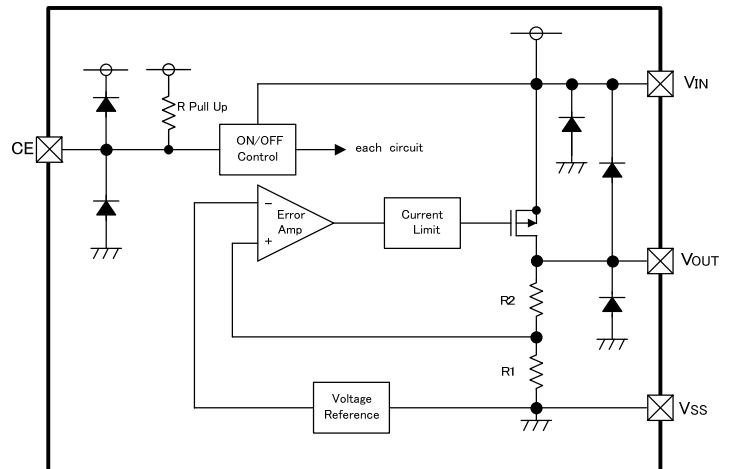 VIN
R Pull Up
CE
ON/OFF
Control
each circuit
−
Error
Amp
+
Current
Limit
VOUT
R2
R1
Voltage
Reference
VSS